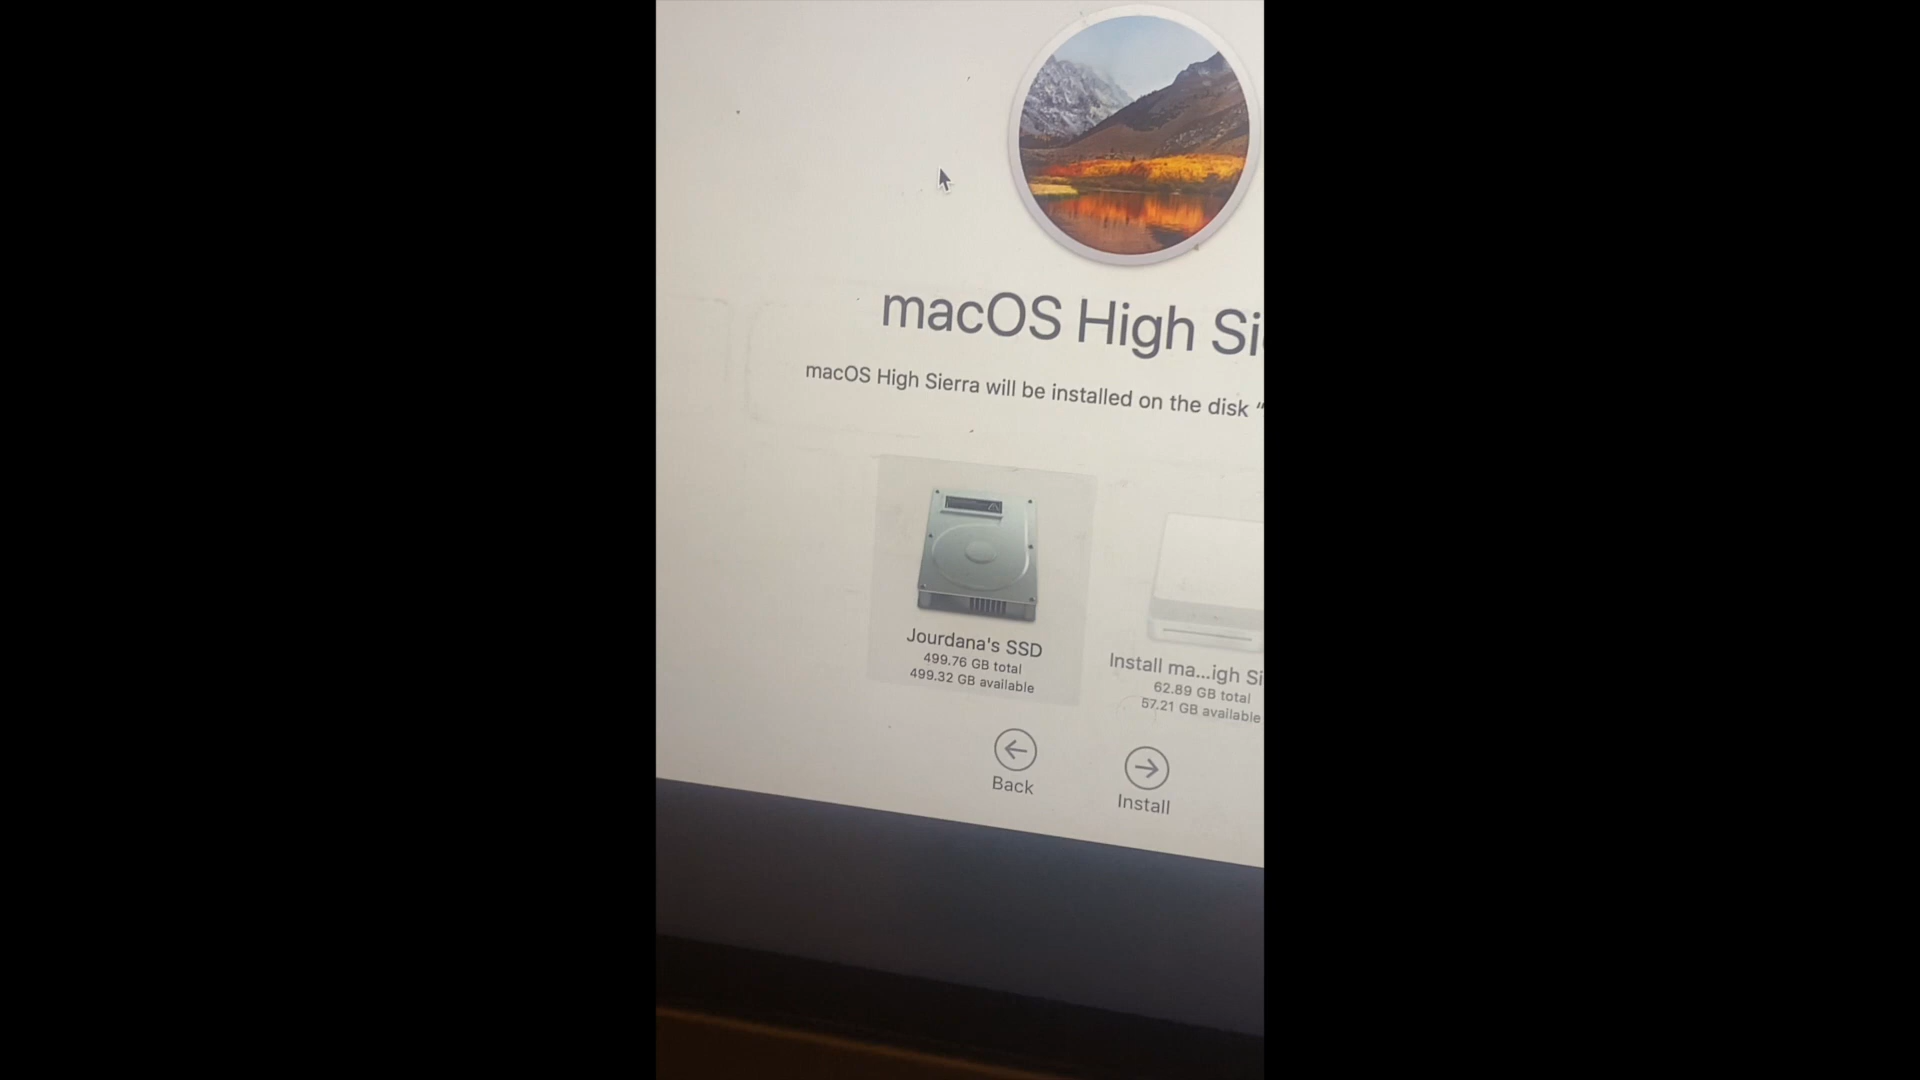 macOS High Si
macOS High Sierra will be installed on the disk “
Jourdana's SSD
499.76 GB total
499.32 GB available
Install ma...igh Si
62.89 GB total
57.21 GB available
Back
Install